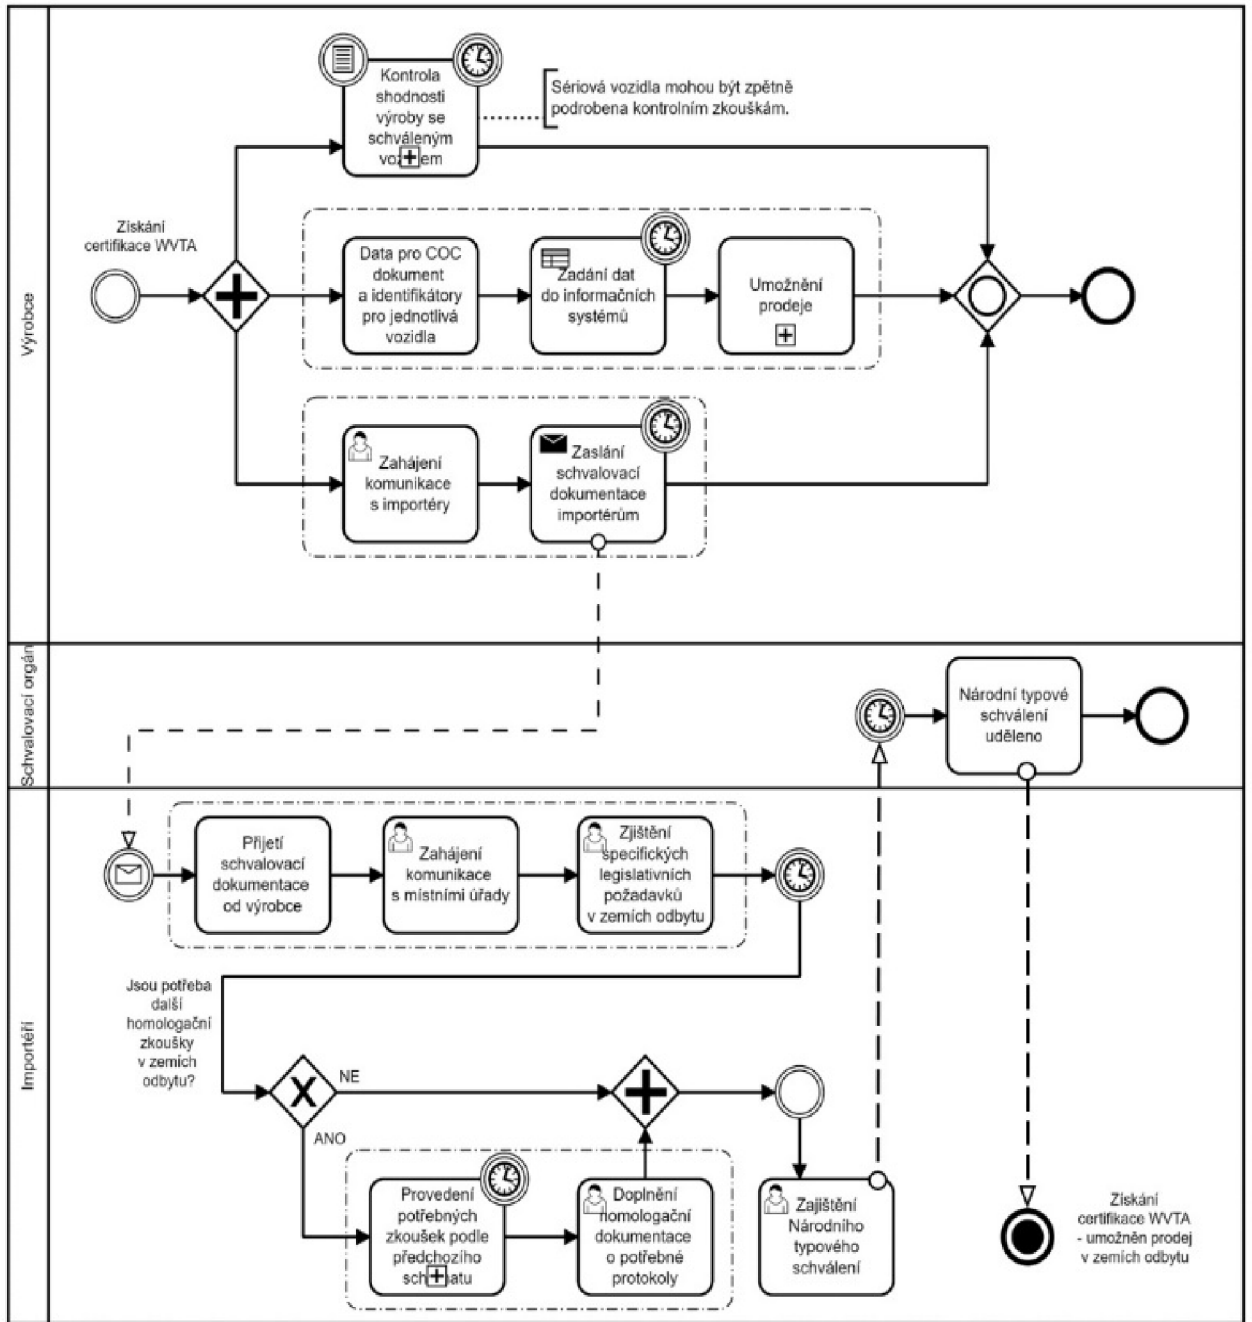 Výrobce
Kontrola
shodnosti
výroby se
schváleným
Sériová vozidla mohou být zpětně
podrobena kontrolním zkouškám.
Získání
certifikace WVTA
Data pro COC
dokument
a identifikátory
pro jednotlivá
vozidla
Zadání dat
do informačních
systémů
Umožnění
prodeje
Zahájení
komunikace
s importéry
Zaslání
schvalovací
dokumentace
importérům
Schvalovací orgán
Národní typové
schválení
uděleno
Importéři
Přijetí
schvalovací
dokumentace
od výrobce
Zahájení
komunikace
s místními úřady
Zjištění
specifických
legislativních
požadavků
v zemích odbytu
Jsou potřeba
další
homologační
zkoušky
v zemích
odbytu?
X
NE
ANO
Provedení
potřebných
zkoušek podle
předchozího
Doplnění
homologační
dokumentace
o potřebné
protokoly
Zajištění
Národního
typového
schválení
Získání
certifikace WVTA
- umožněn prodej
v zemích odbytu